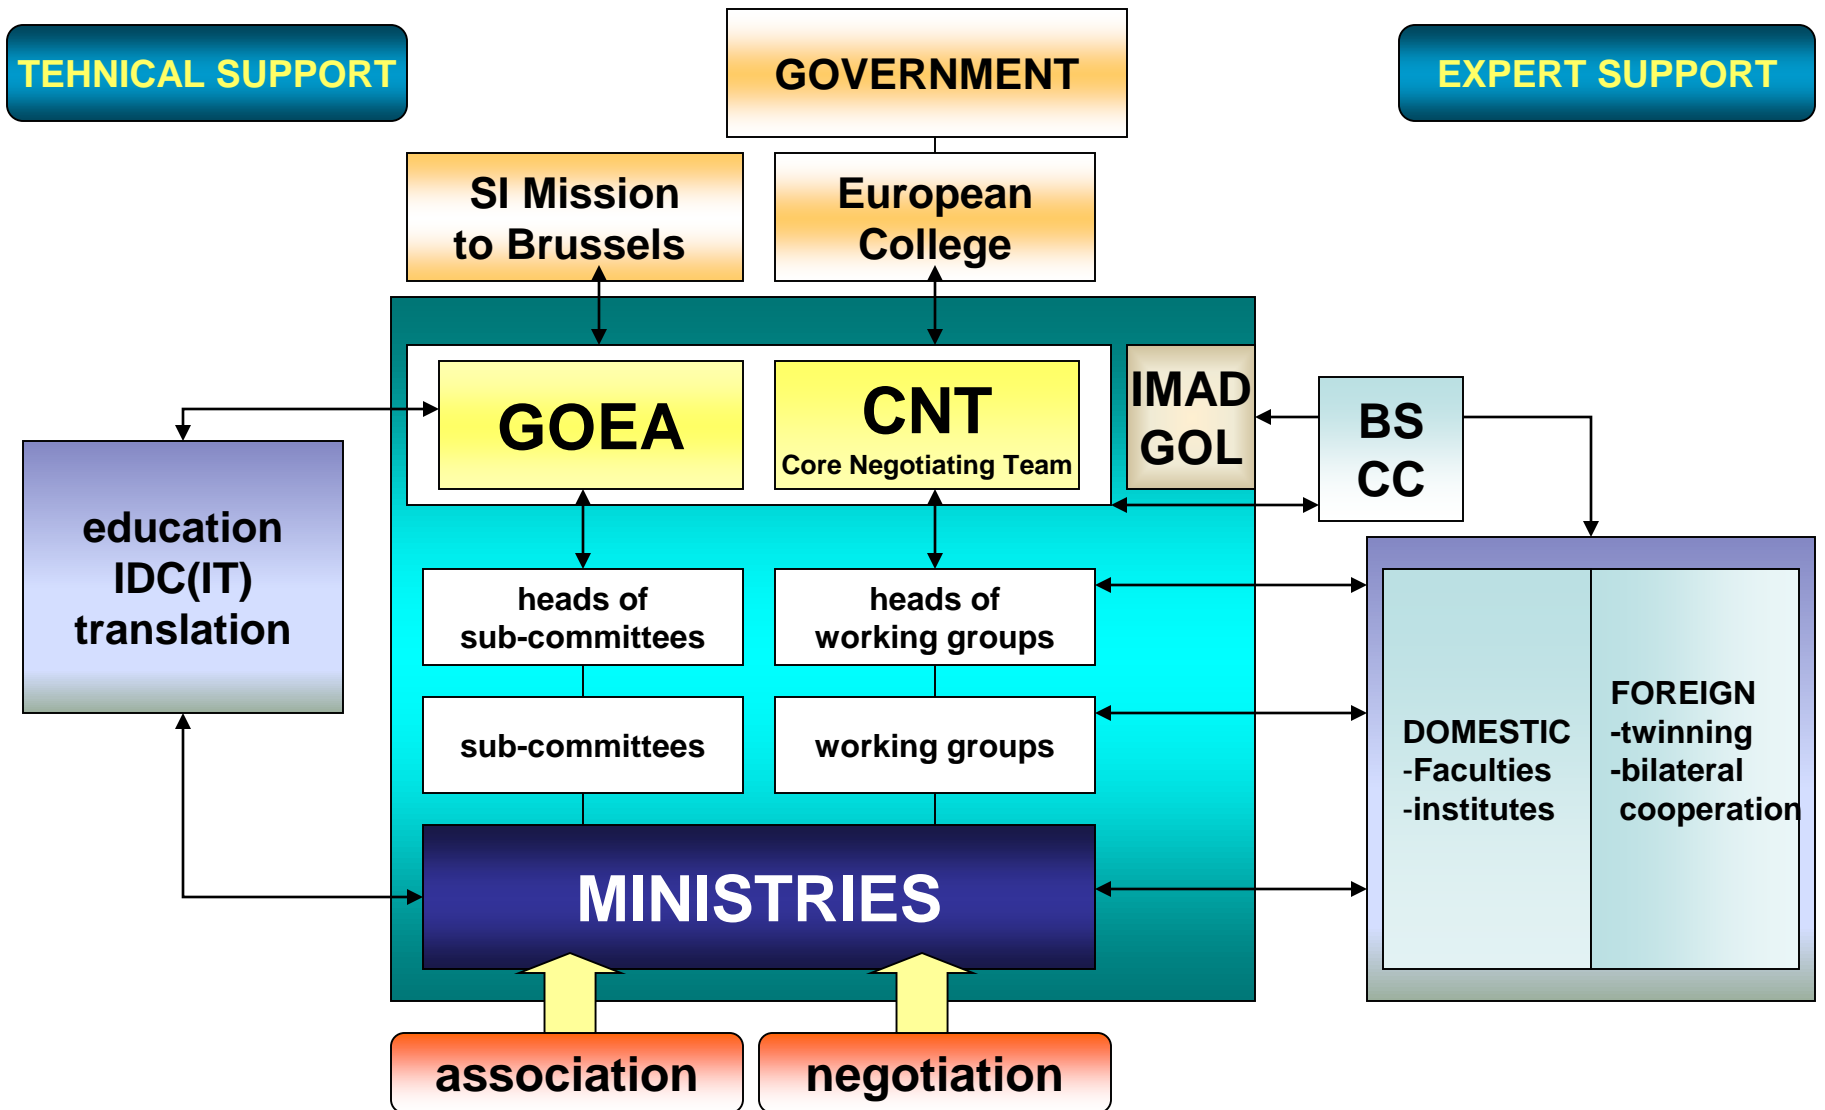 TEHNICAL SUPPORT
GOVERNMENT
EXPERT SUPPORT
SI Mission
to Brussels
European
College
GOEA
CNT
Core Negotiating Team
IMAD
GOL
BS
CC
education
IDC(IT)
translation
heads of
sub-committees
heads of
working groups
sub-committees
working groups
DOMESTIC
-Faculties
-institutes
FOREIGN
-twinning
-bilateral
cooperation
MINISTRIES
association
negotiation